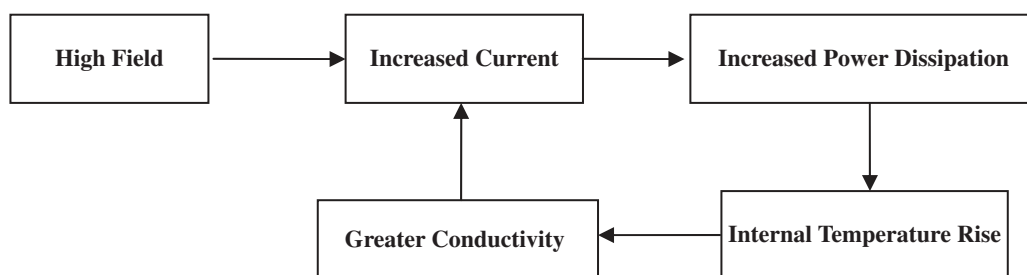 High Field
Increased Current
Increased Power Dissipation
Greater Conductivity
Internal Temperature Rise